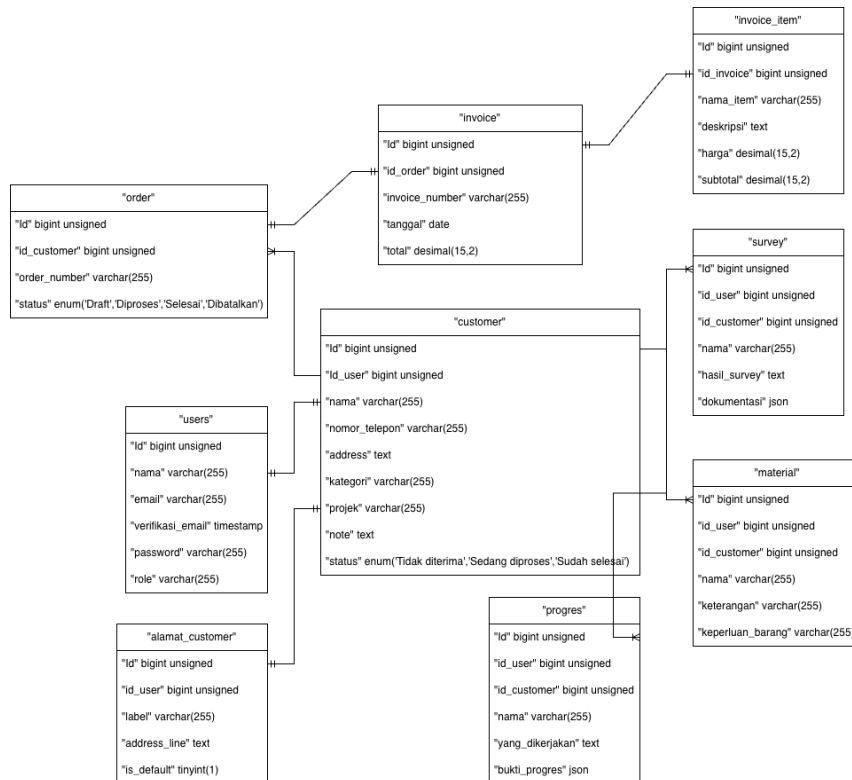 "invoice_item"
"Id" bigint unsigned
"id_invoice" bigint unsigned
"nama_item" varchar(255)
"deskripsi" text
"harga" desimal(15,2)
"subtotal" desimal(15,2)
"invoice"
"Id" bigint unsigned
"id_order" bigint unsigned
"invoice_number" varchar(255)
"tanggal" date
"total" desimal(15,2)
"order"
"Id" bigint unsigned
"id_customer" bigint unsigned
"order_number" varchar(255)
"status" enum('Draft','Diproses','Selesai','Dibatalkan')
"survey"
"Id" bigint unsigned
"id_user" bigint unsigned
"id_customer" bigint unsigned
"nama" varchar(255)
"hasil_survey" text
"dokumentasi" json
"customer"
"Id" bigint unsigned
"Id_user" bigint unsigned
"nama" varchar(255)
"nomor_telepon" varchar(255)
"address" text
"kategori" varchar(255)
"projek" varchar(255)
"note" text
"status" enum('Tidak diterima','Sedang diproses','Sudah selesai')
"users"
"Id" bigint unsigned
"nama" varchar(255)
"email" varchar(255)
"verifikasi_email" timestamp
"password" varchar(255)
"role" varchar(255)
"material"
"Id" bigint unsigned
"id_user" bigint unsigned
"id_customer" bigint unsigned
"nama" varchar(255)
"keterangan" varchar(255)
"keperluan_barang" varchar(255)
"progres"
"Id" bigint unsigned
"id_user" bigint unsigned
"id_customer" bigint unsigned
"nama" varchar(255)
"yang_dikerjakan" text
"bukti_progres" json
"alamat_customer"
"Id" bigint unsigned
"id_user" bigint unsigned
"label" varchar(255)
"address_line" text
"is_default" tinyint(1)